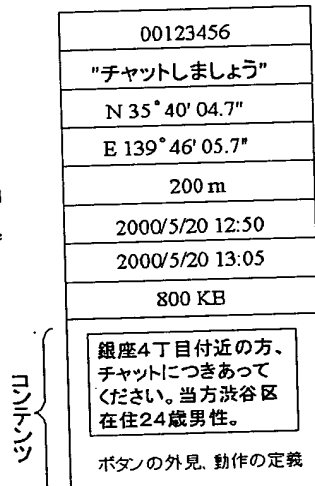 00123456
"チャットしましょう"
N 35°40' 04.7"
E 139°46' 05.7"
200 m
2000/5/20 12:50
2000/5/20 13:05
800 KB
コンテンツ
銀座4丁目付近の方、
チャットにつきあって
ください。当方渋谷区
在住24歳男性。
ボタンの外見、動作の定義